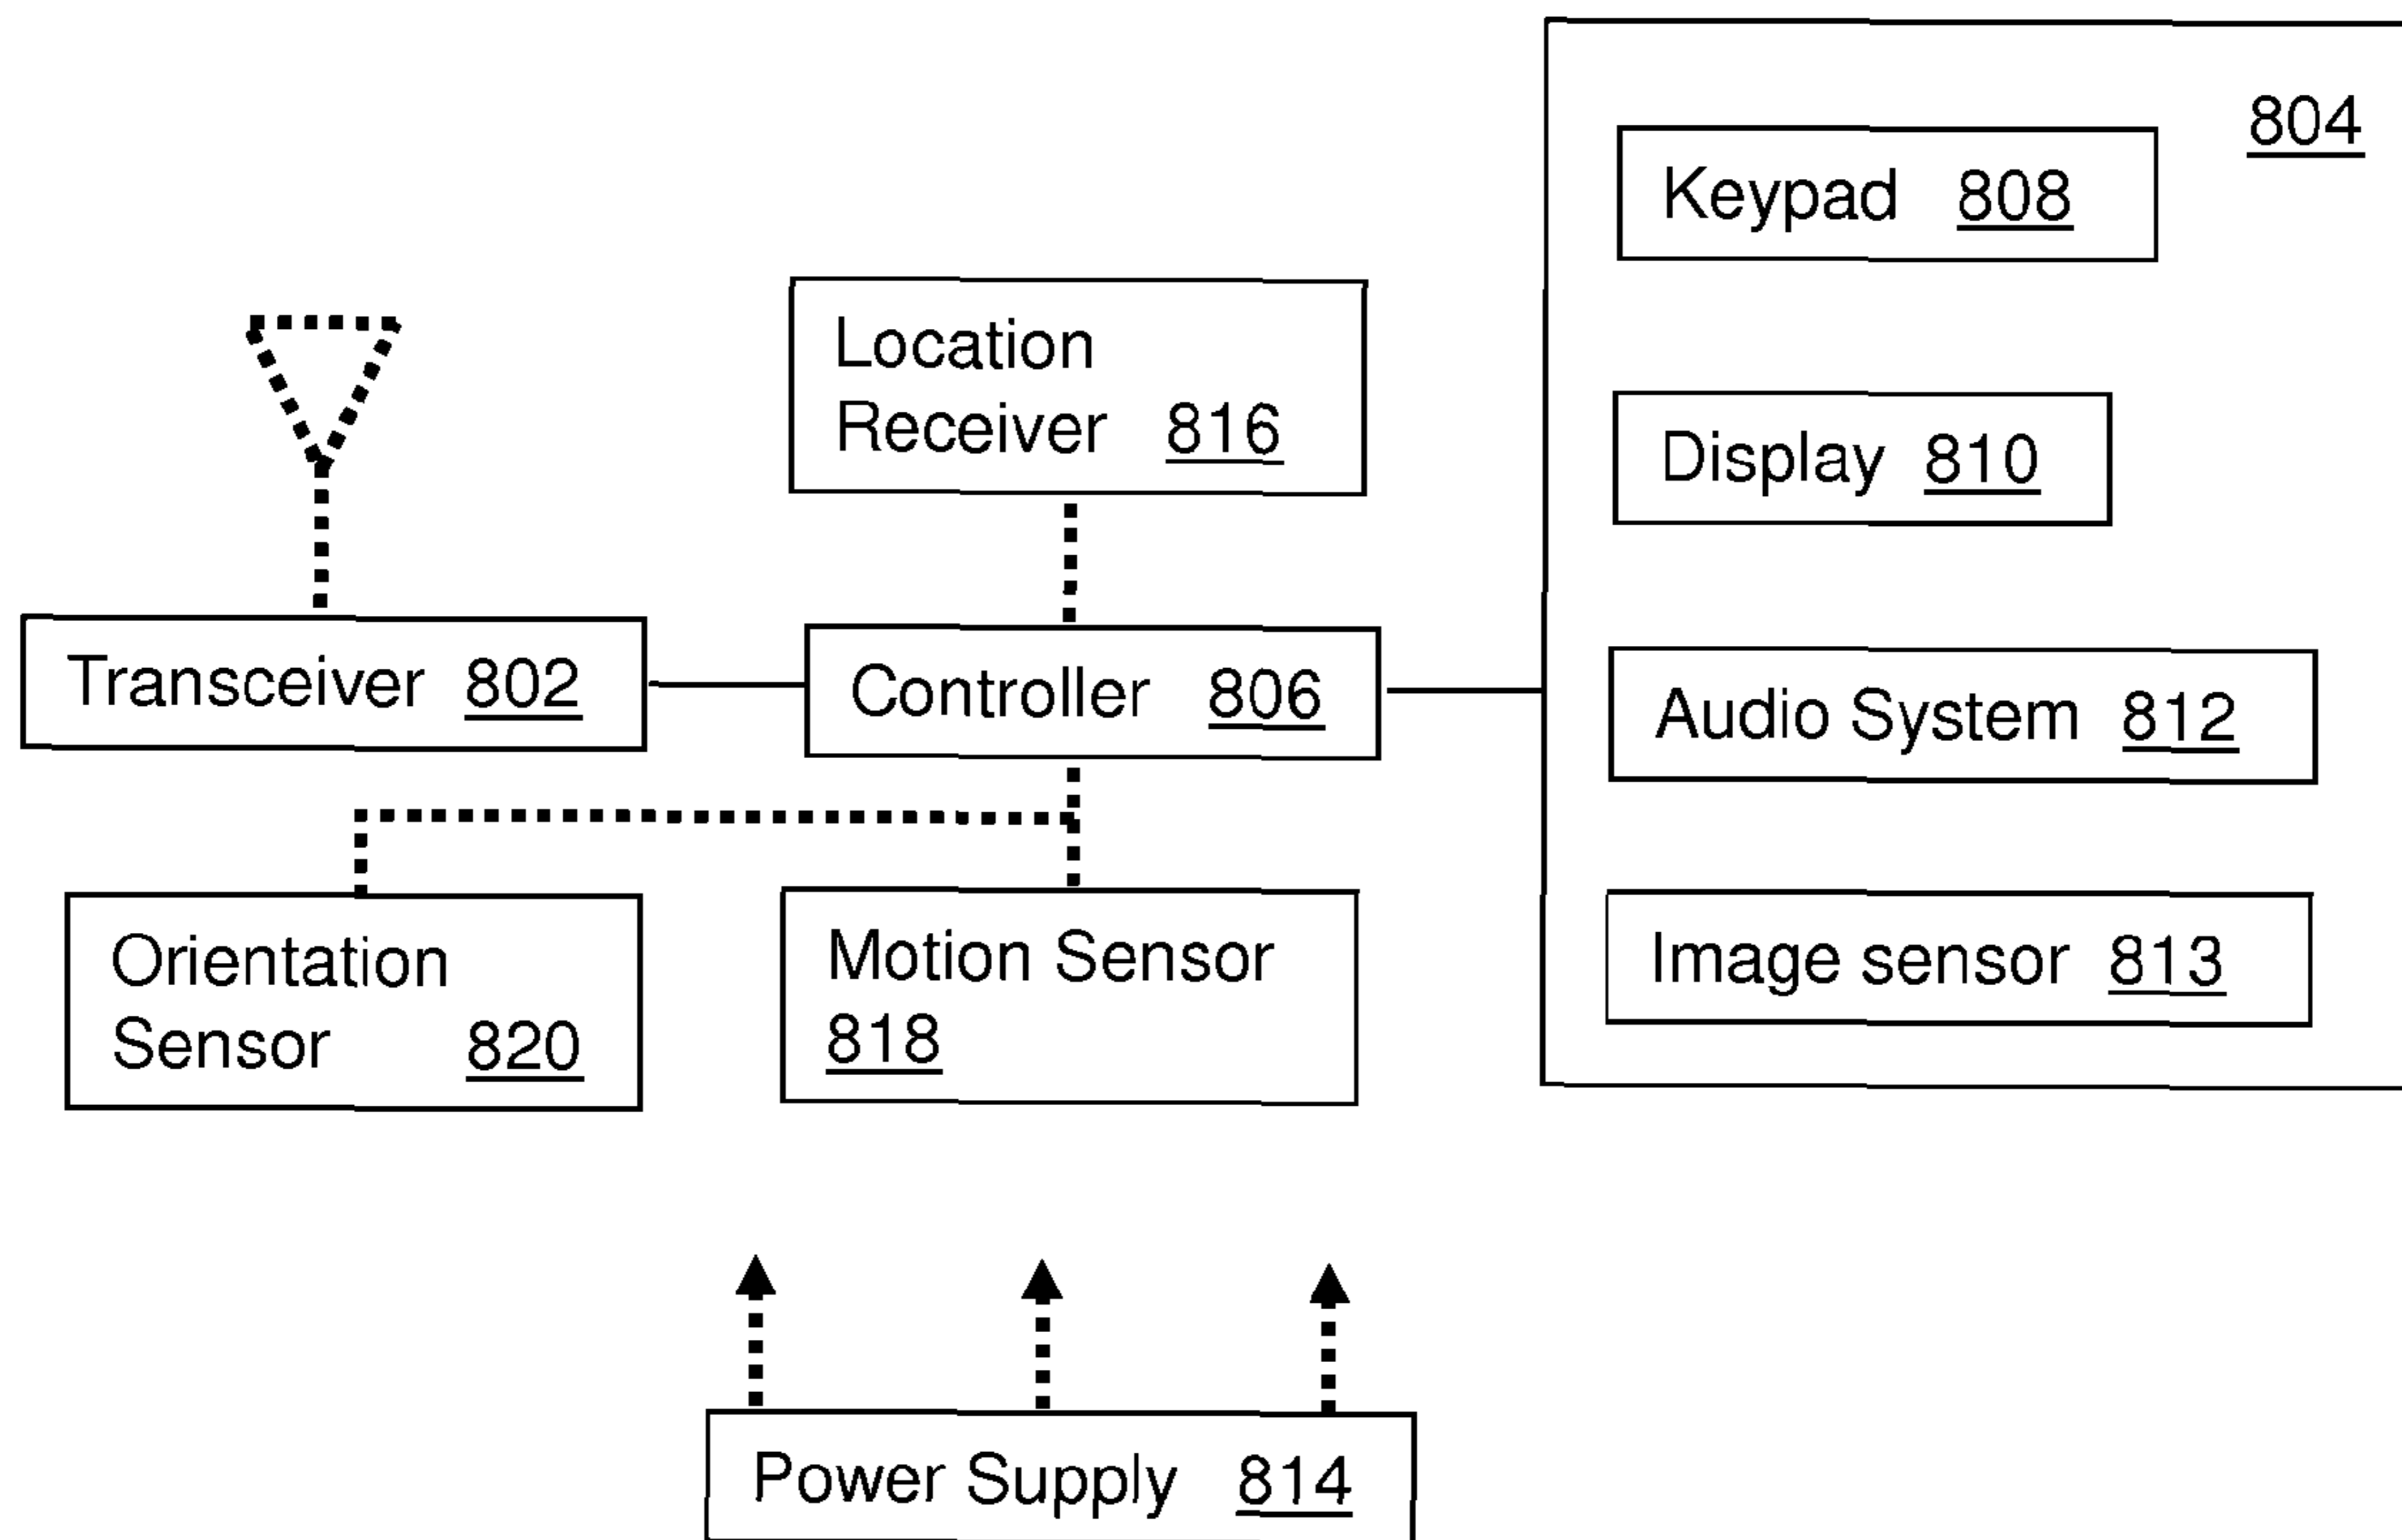 804
Keypad 808
Location
Receiver 816
Display 810
Transceiver 802
Controller 806
Audio System 812
Orientation
Sensor 820
Motion Sensor
818
Image sensor 813
Power Supply 814